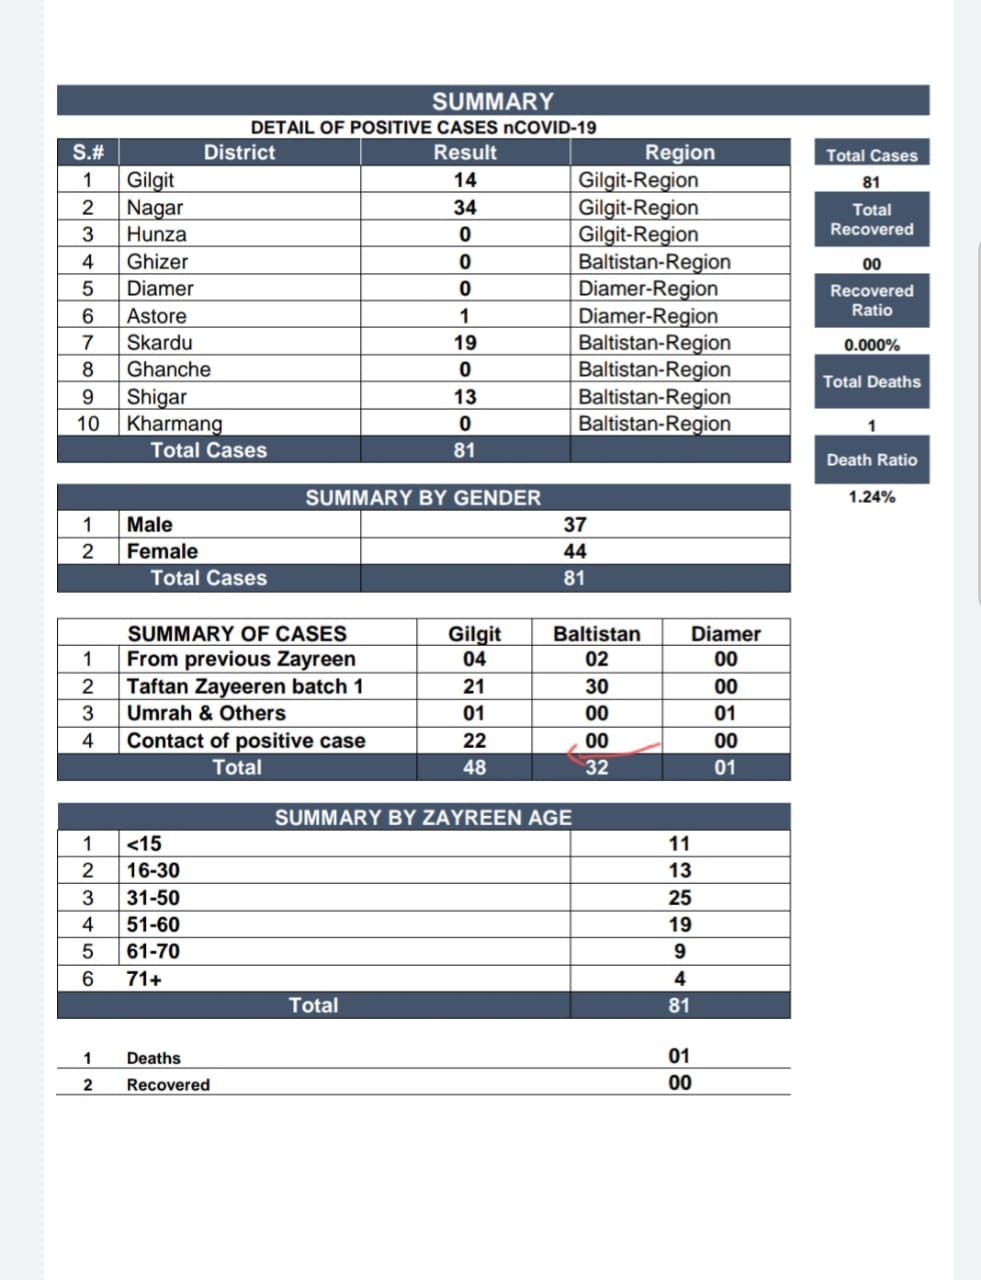 SUMMARY
DETAIL OF POSITIVE CASES nCOVID-19
S.# District Result Region
1 Gilgit 14 Gilgit-Region
2 Nagar 34 Gilgit-Region
3 Hunza 0 Gilgit-Region
4 Ghizer 0 Baltistan-Region
5 Diamer 0 Diamer-Region
6 Astore 1 Diamer-Region
7 Skardu 19 Baltistan-Region
8 Ghanche 0 Baltistan-Region
9 Shigar 13 Baltistan-Region
10 Kharmang 0 Baltistan-Region
Total Cases 81
Total Cases
81
Total
Recovered
00
Recovered
Ratio
0.000%
Total Deaths
1
Death Ratio
1.24%
SUMMARY BY GENDER
1 Male 37
2 Female 44
Total Cases 81
SUMMARY OF CASES Gilgit Baltistan Diamer
1 From previous Zayreen 04 02 00
2 Taftan Zayeeren batch 1 21 30 00
3 Umrah & Others 01 00 01
4 Contact of positive case 22 00 00
Total 48 32 01
SUMMARY BY ZAYREEN AGE
1 <15 11
2 16-30 13
3 31-50 25
4 51-60 19
5 61-70 9
6 71+ 4
Total 81
1 Deaths 01
2 Recovered 00